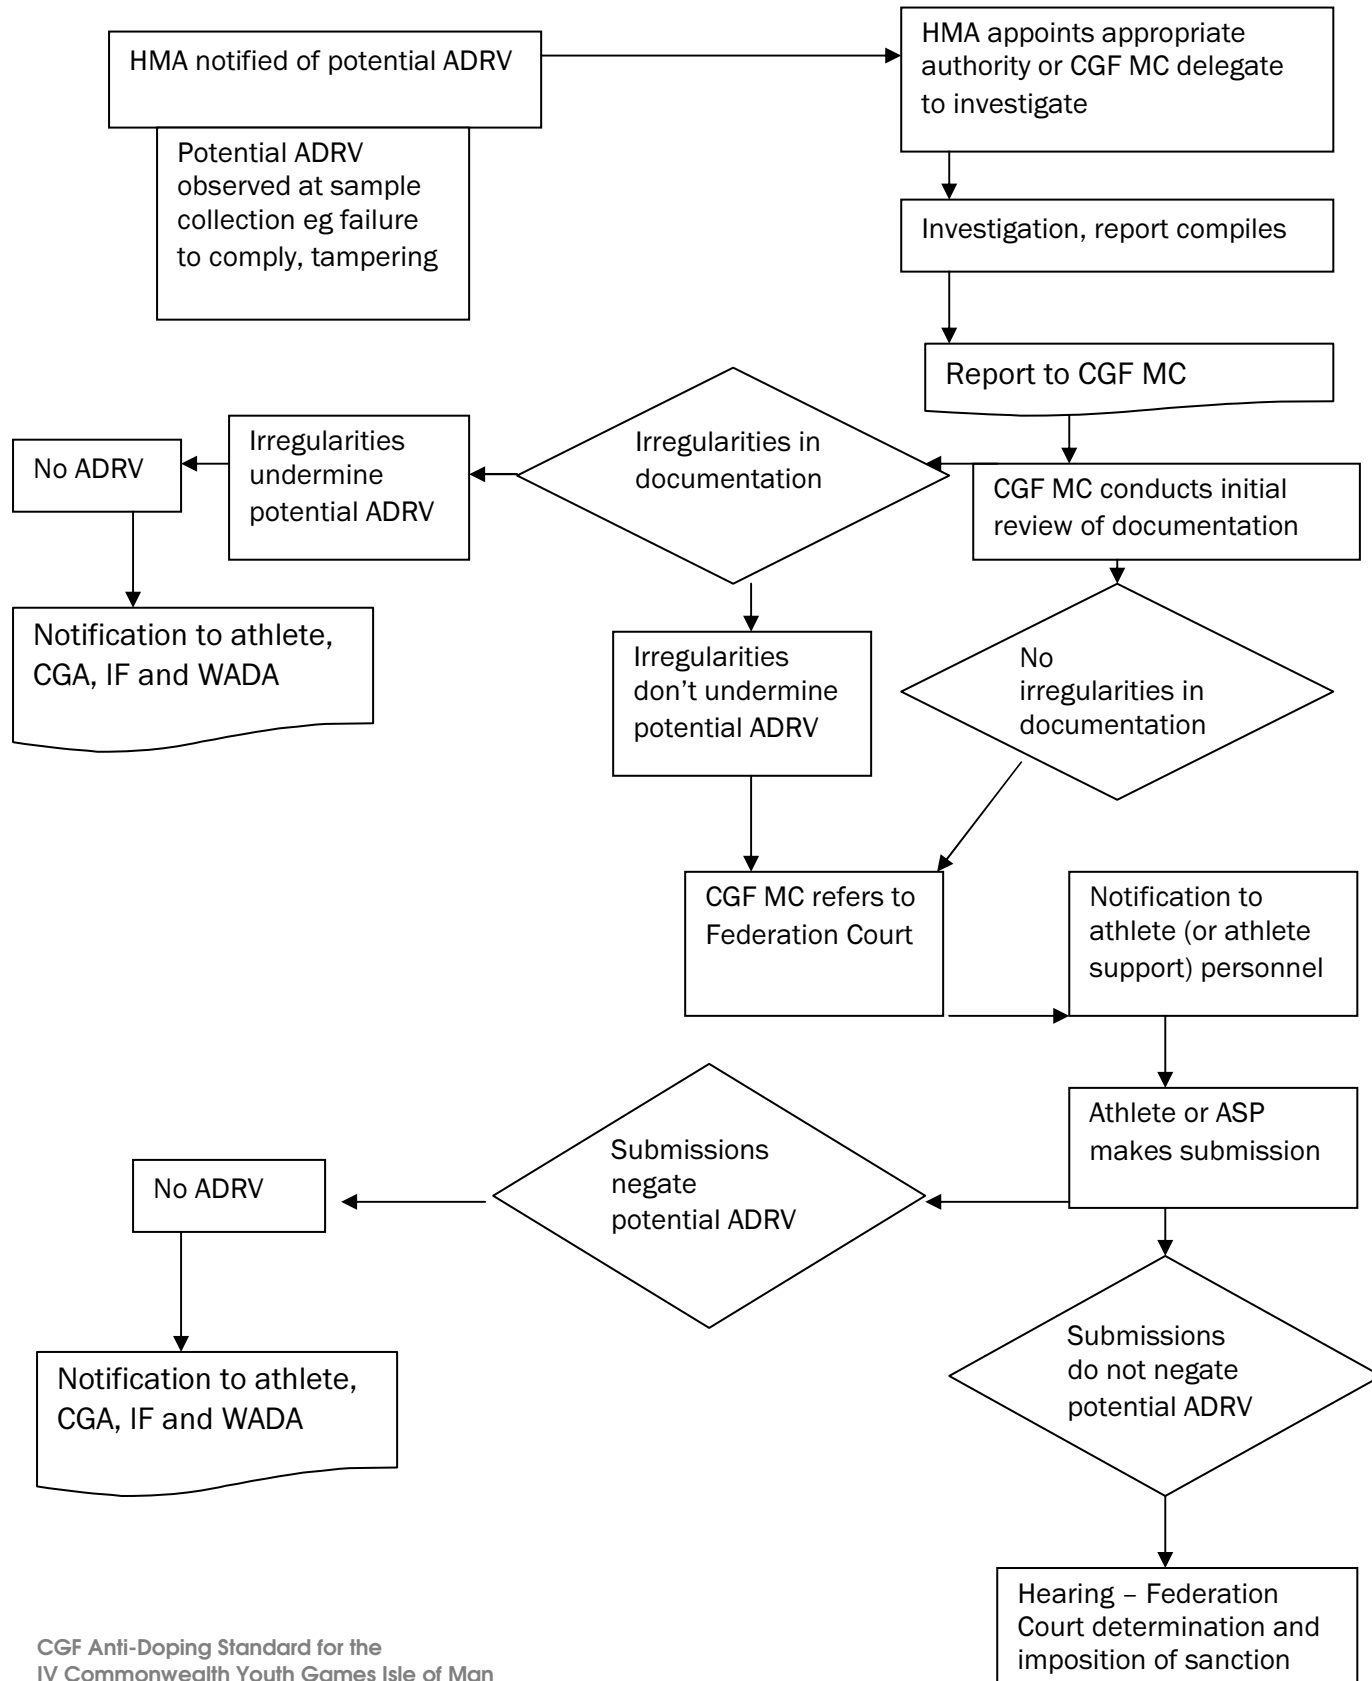 HMA notified of potential ADRV
HMA appoints appropriate
authority or CGF MC delegate
to investigate
Potential ADRV
observed at sample
collection eg failure
to comply, tampering
Investigation, report compiles
Report to CGF MC
Irregularities in
documentation
Irregularities
undermine
potential ADRV
No ADRV
CGF MC conducts initial
review of documentation
Notification to athlete,
CGA, IF and WADA
Irregularities
don't undermine
potential ADRV
No
irregularities in
documentation
CGF MC refers to
Federation Court
Notification to
athlete (or athlete
support) personnel
Athlete or ASP
makes submission
Submissions
negate
potential ADRV
No ADRV
Submissions
do not negate
potential ADRV
Notification to athlete,
CGA, IF and WADA
Hearing – Federation
Court determination and
imposition of sanction
CGF Anti-Doping Standard for the
IV Commonwealth Youth Games Isle of Man